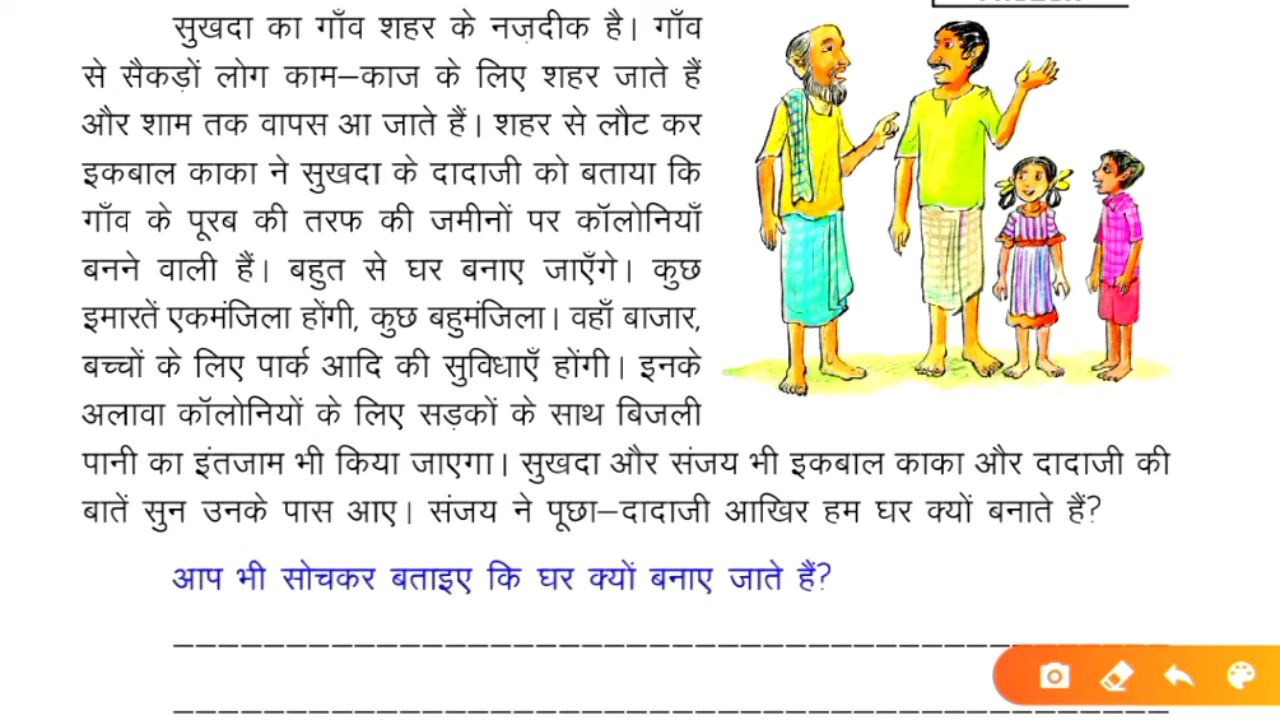 सुखदा का गाँव शहर के नज़दीक है। गाँव
से सैकड़ों लोग काम–काज के लिए शहर जाते हैं
और शाम तक वापस आ जाते हैं। शहर से लौट कर
इकबाल काका ने सुखदा के दादाजी को बताया कि
गाँव के पूरब की तरफ की जमीनों पर कॉलोनियाँ
बनने वाली हैं। बहुत से घर बनाए जाएँगे। कुछ
इमारतें एकमंजिला होंगी, कुछ बहुमंजिला। वहाँ बाजार,
बच्चों के लिए पार्क आदि की सुविधाएँ होंगी। इनके
अलावा कॉलोनियों के लिए सड़कों के साथ बिजली
पानी का इंतजाम भी किया जाएगा। सुखदा और संजय भी इकबाल काका और दादाजी की
बातें सुन उनके पास आए। संजय ने पूछा–दादाजी आखिर हम घर क्यों बनाते हैं?
आप भी सोचकर बताइए कि घर क्यों बनाए जाते हैं?